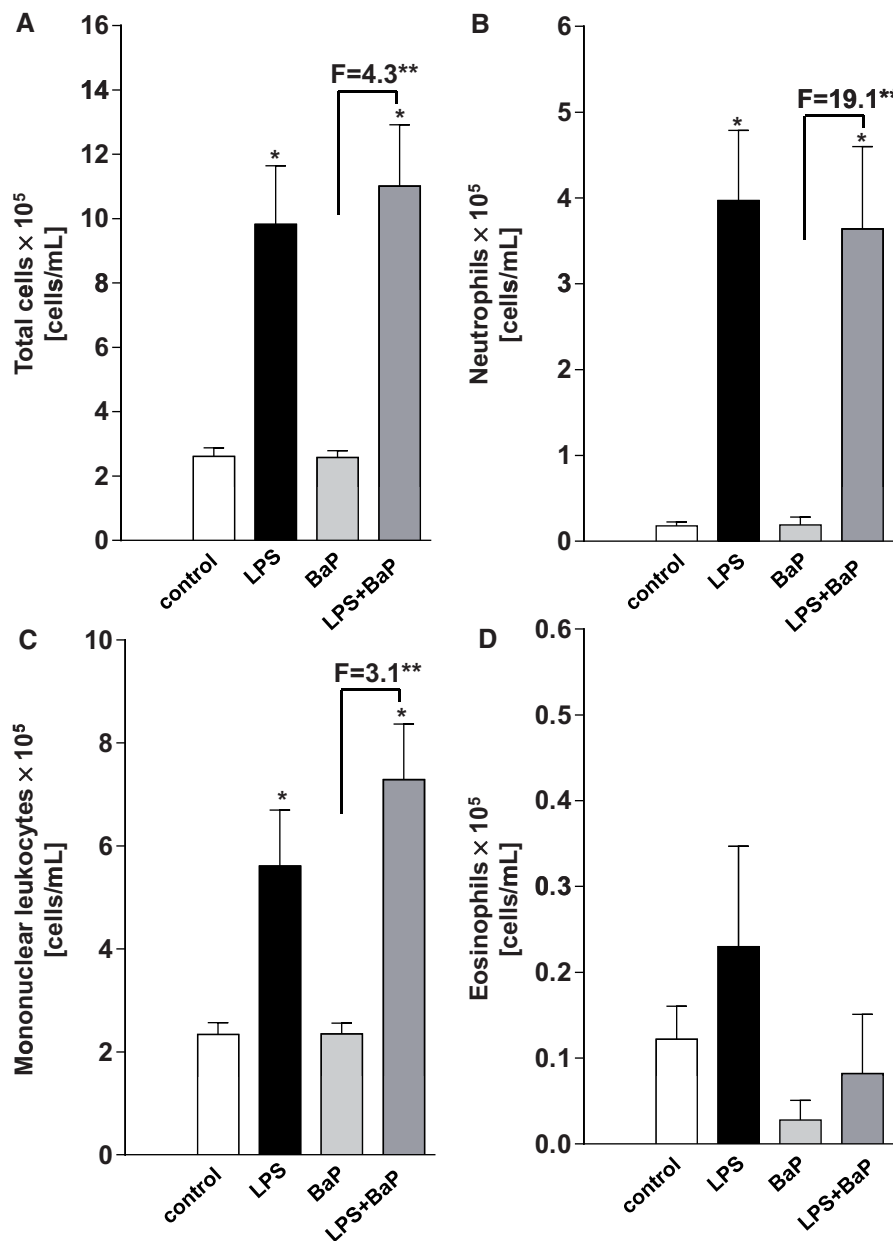 A
Total cells × 10⁵
[cells/mL]
16
14
12
10
8
6
4
2
0
F=4.3**
*
*
control
LPS
BaP
LPS+BaP
B
Neutrophils × 10⁵
[cells/mL]
6
5
4
3
2
1
0
F=19.1**
*
*
control
LPS
BaP
LPS+BaP
C
Mononuclear leukocytes × 10⁵
[cells/mL]
10
8
6
4
2
0
F=3.1**
*
*
control
LPS
BaP
LPS+BaP
D
Eosinophils × 10⁵
[cells/mL]
0.6
0.5
0.4
0.3
0.2
0.1
0.0
control
LPS
BaP
LPS+BaP